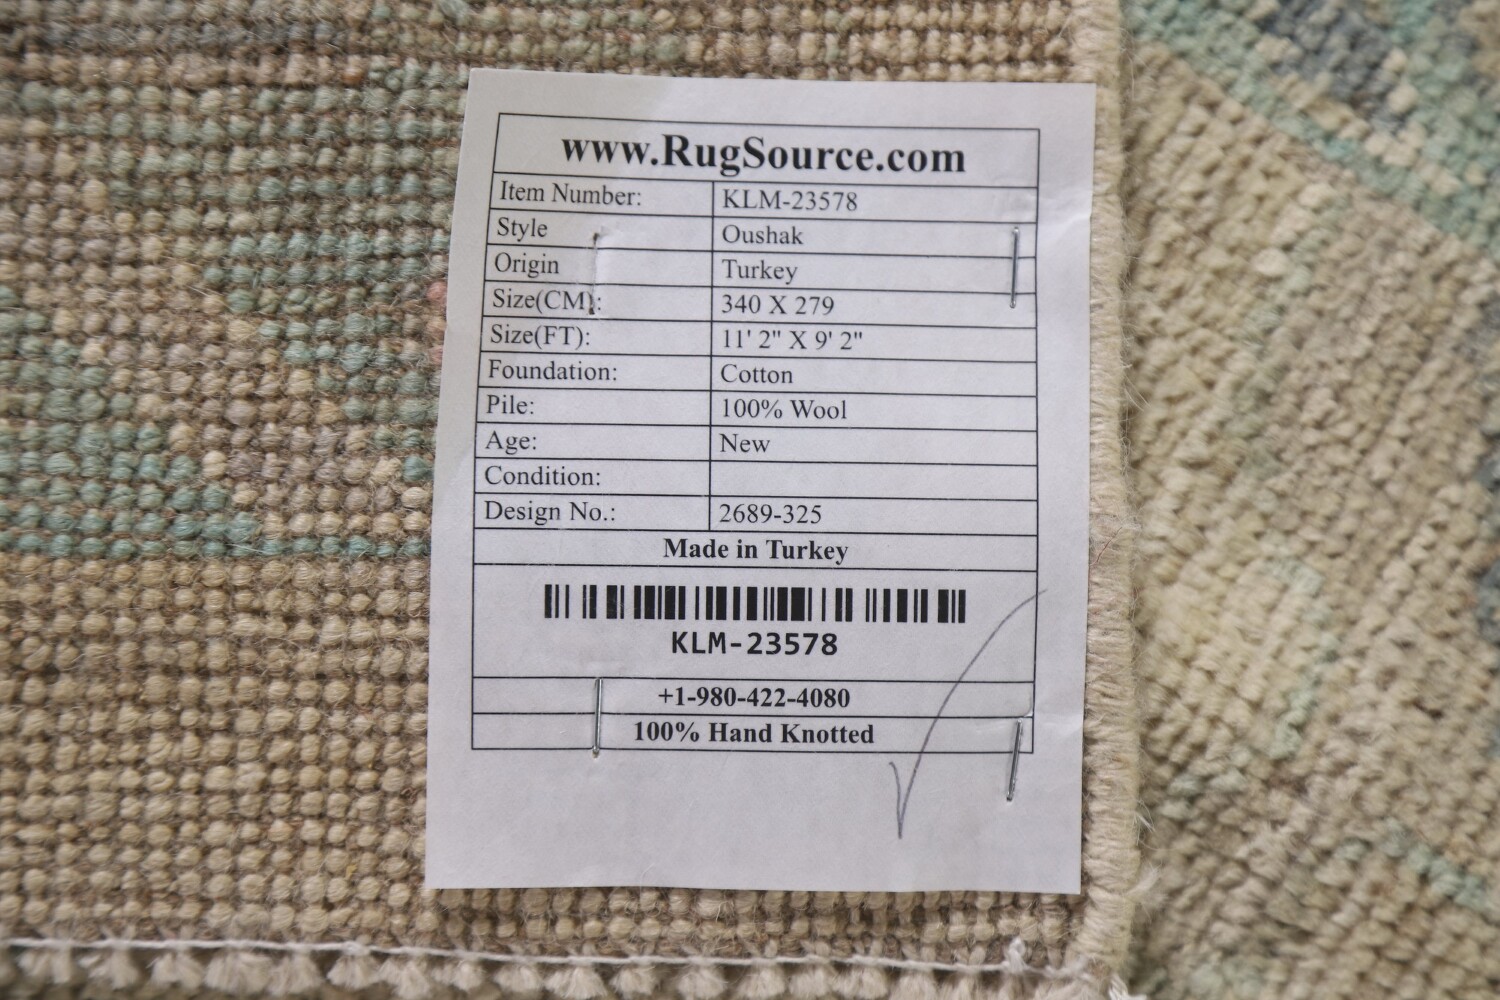 www.RugSource.com
Item Number: KLM-23578
Style Oushak
Origin Turkey
Size(CM): 340 X 279
Size(FT): 11' 2" X 9' 2"
Foundation: Cotton
Pile: 100% Wool
Age: New
Condition:
Design No.: 2689-325
Made in Turkey
KLM-23578
+1-980-422-4080
100% Hand Knotted